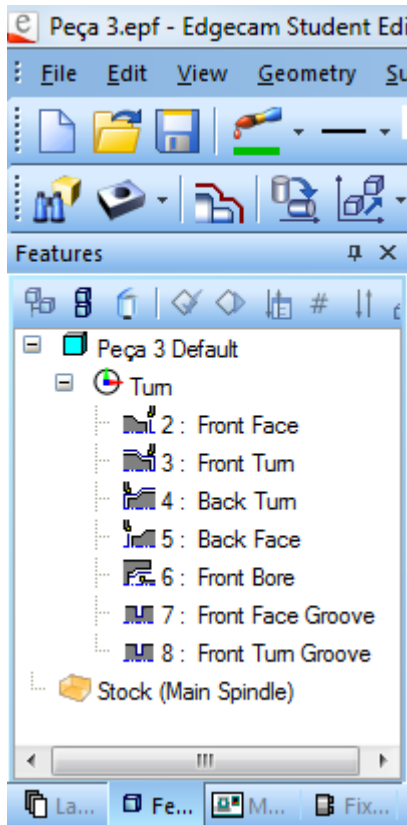 Peça 3.epf - Edgecam Student Edi
File Edit View Geometry Su
Features
Peça 3 Default
Turn
2 : Front Face
3 : Front Turn
4 : Back Turn
5 : Back Face
6 : Front Bore
7 : Front Face Groove
8 : Front Turn Groove
Stock (Main Spindle)
La... Fe... M... Fix...